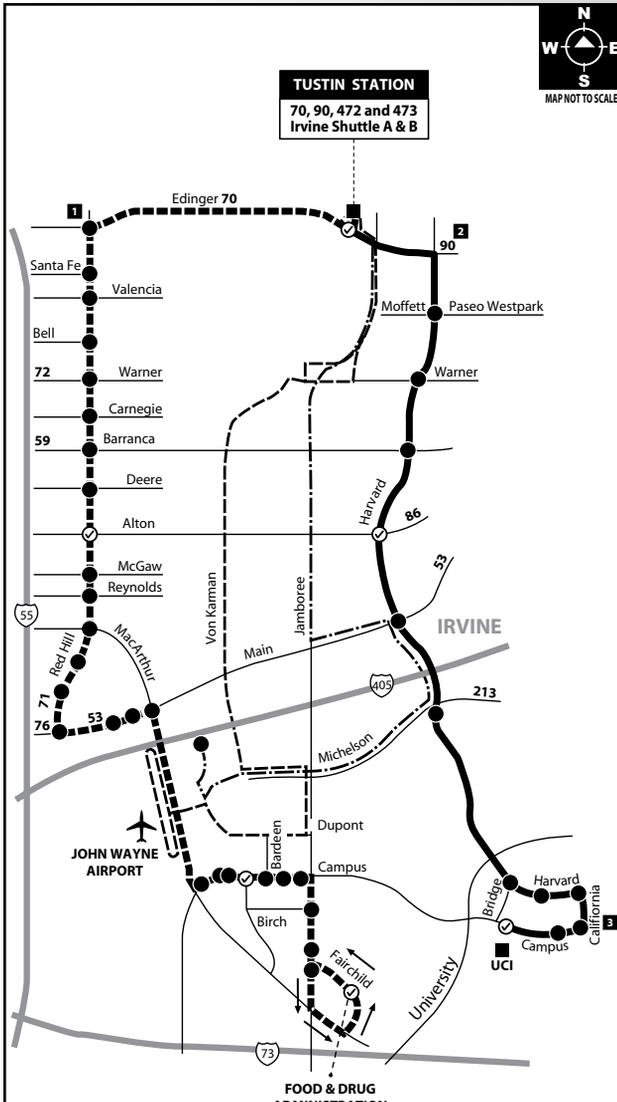 N
W E
S
MAP NOT TO SCALE
TUSTIN STATION
70, 90, 472 and 473
Irvine Shuttle A & B
1
Edinger 70
2
90
Santa Fe
Valencia
Moffett
Paseo Westpark
Bell
72
Warner
Warner
Carnegie
59
Barranca
Deere
Harvard
86
Alton
53
McGaw
Reynolds
Von Karman
Jamboree
55
MacArthur
IRVINE
Red Hill
Main
405
71
213
53
76
Michelson
JOHN WAYNE
AIRPORT
Dupont
Bardeen
Campus
Birch
Bridge
Harvard
Califiornia
3
Campus
UCI
Fairchild
University
73
FOOD & DRUG
ADMINISTRATION